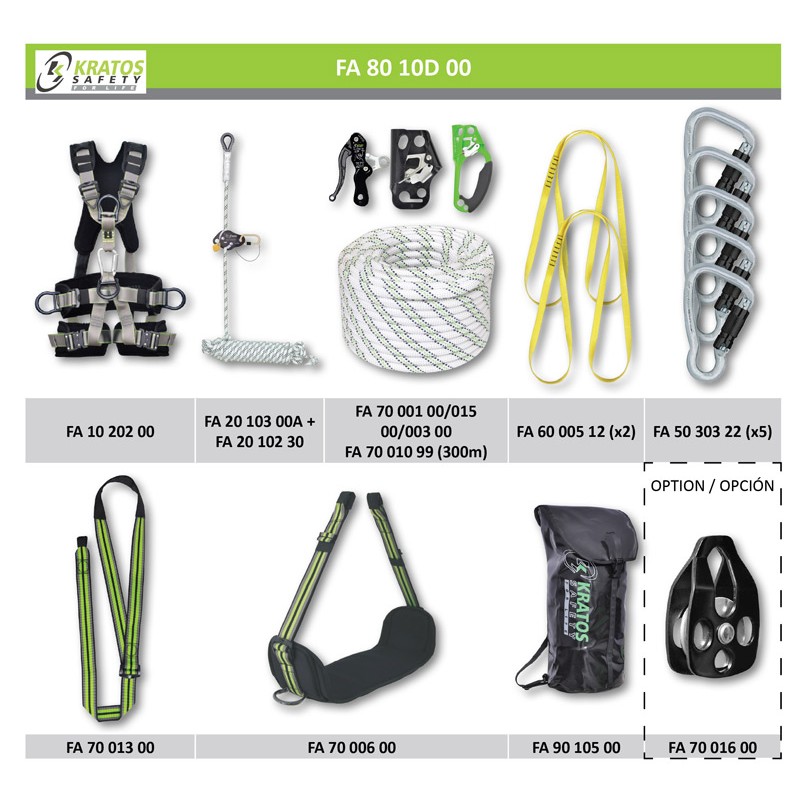 KRATOS
SAFETY
FOR LIFE
FA 80 10D 00
FA 10 202 00
FA 20 103 00A +
FA 20 102 30
FA 70 001 00/015
00/003 00
FA 70 010 99 (300m)
FA 60 005 12 (x2)
FA 50 303 22 (x5)
OPTION / OPCIÓN
KRATOS
SAFETY
FA 70 013 00
FA 70 006 00
FA 90 105 00
FA 70 016 00